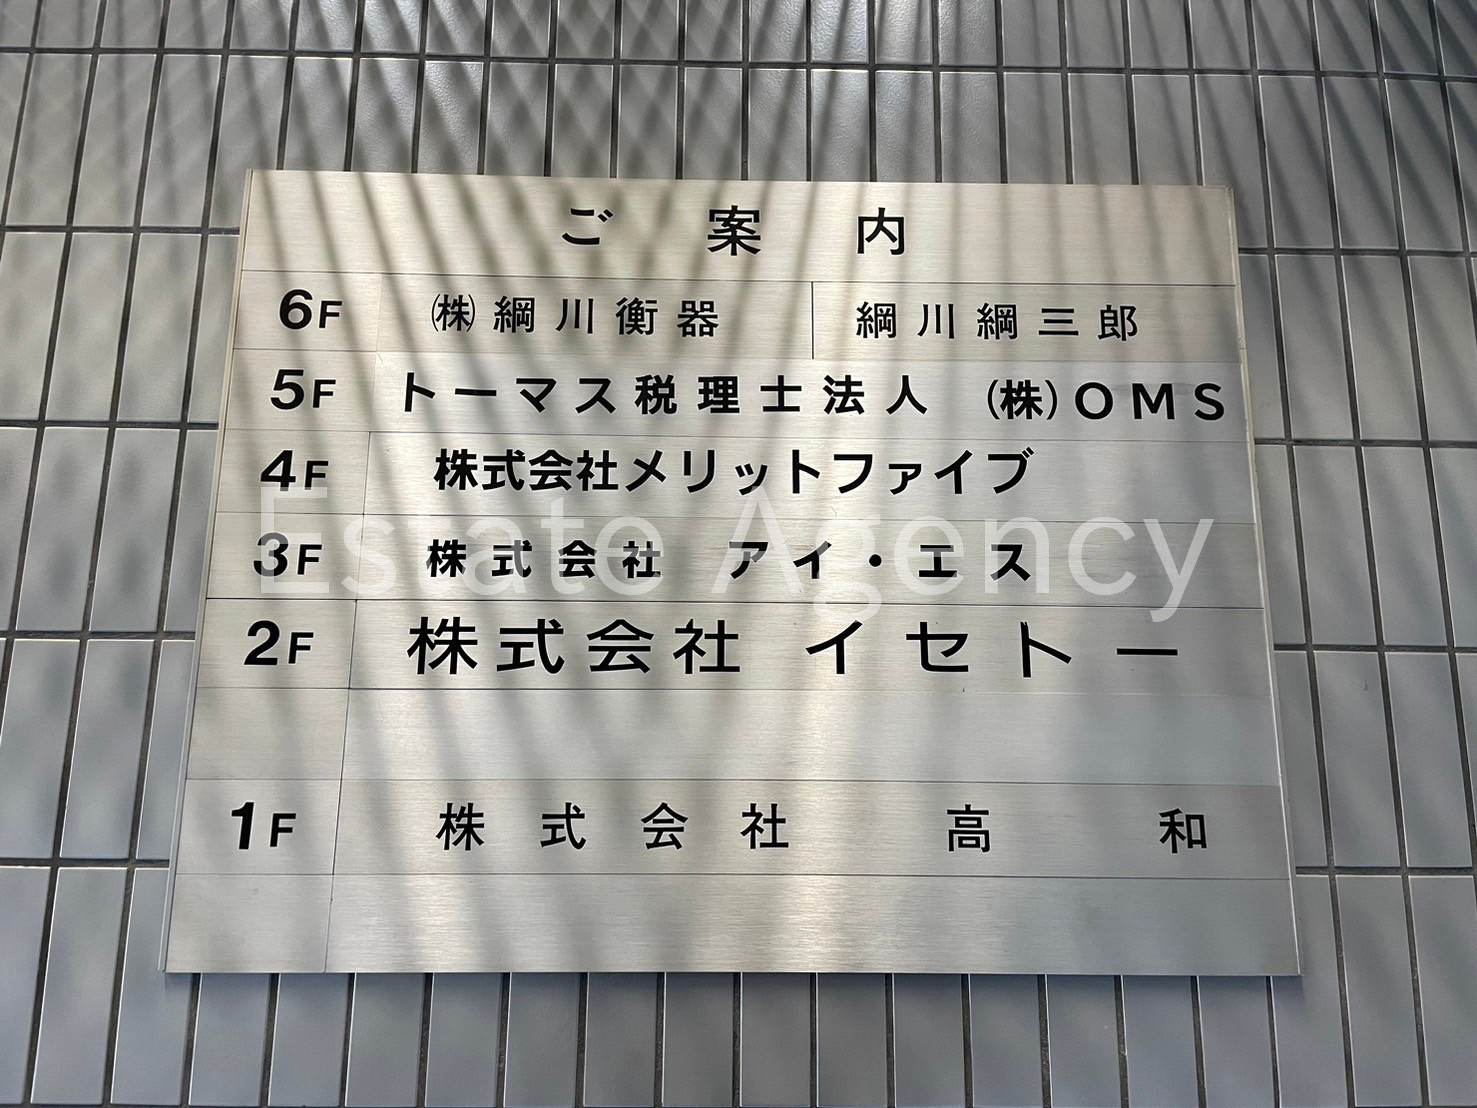 ご案内
6F ㈱綱川衡器 綱川綱三郎
5F トーマス税理士法人 (株)OMS
4F 株式会社メリットファイブ
Estate Agency
3F 株式会社 アイ・エス
2F 株式会社 イセトー
1F 株式会社 高和